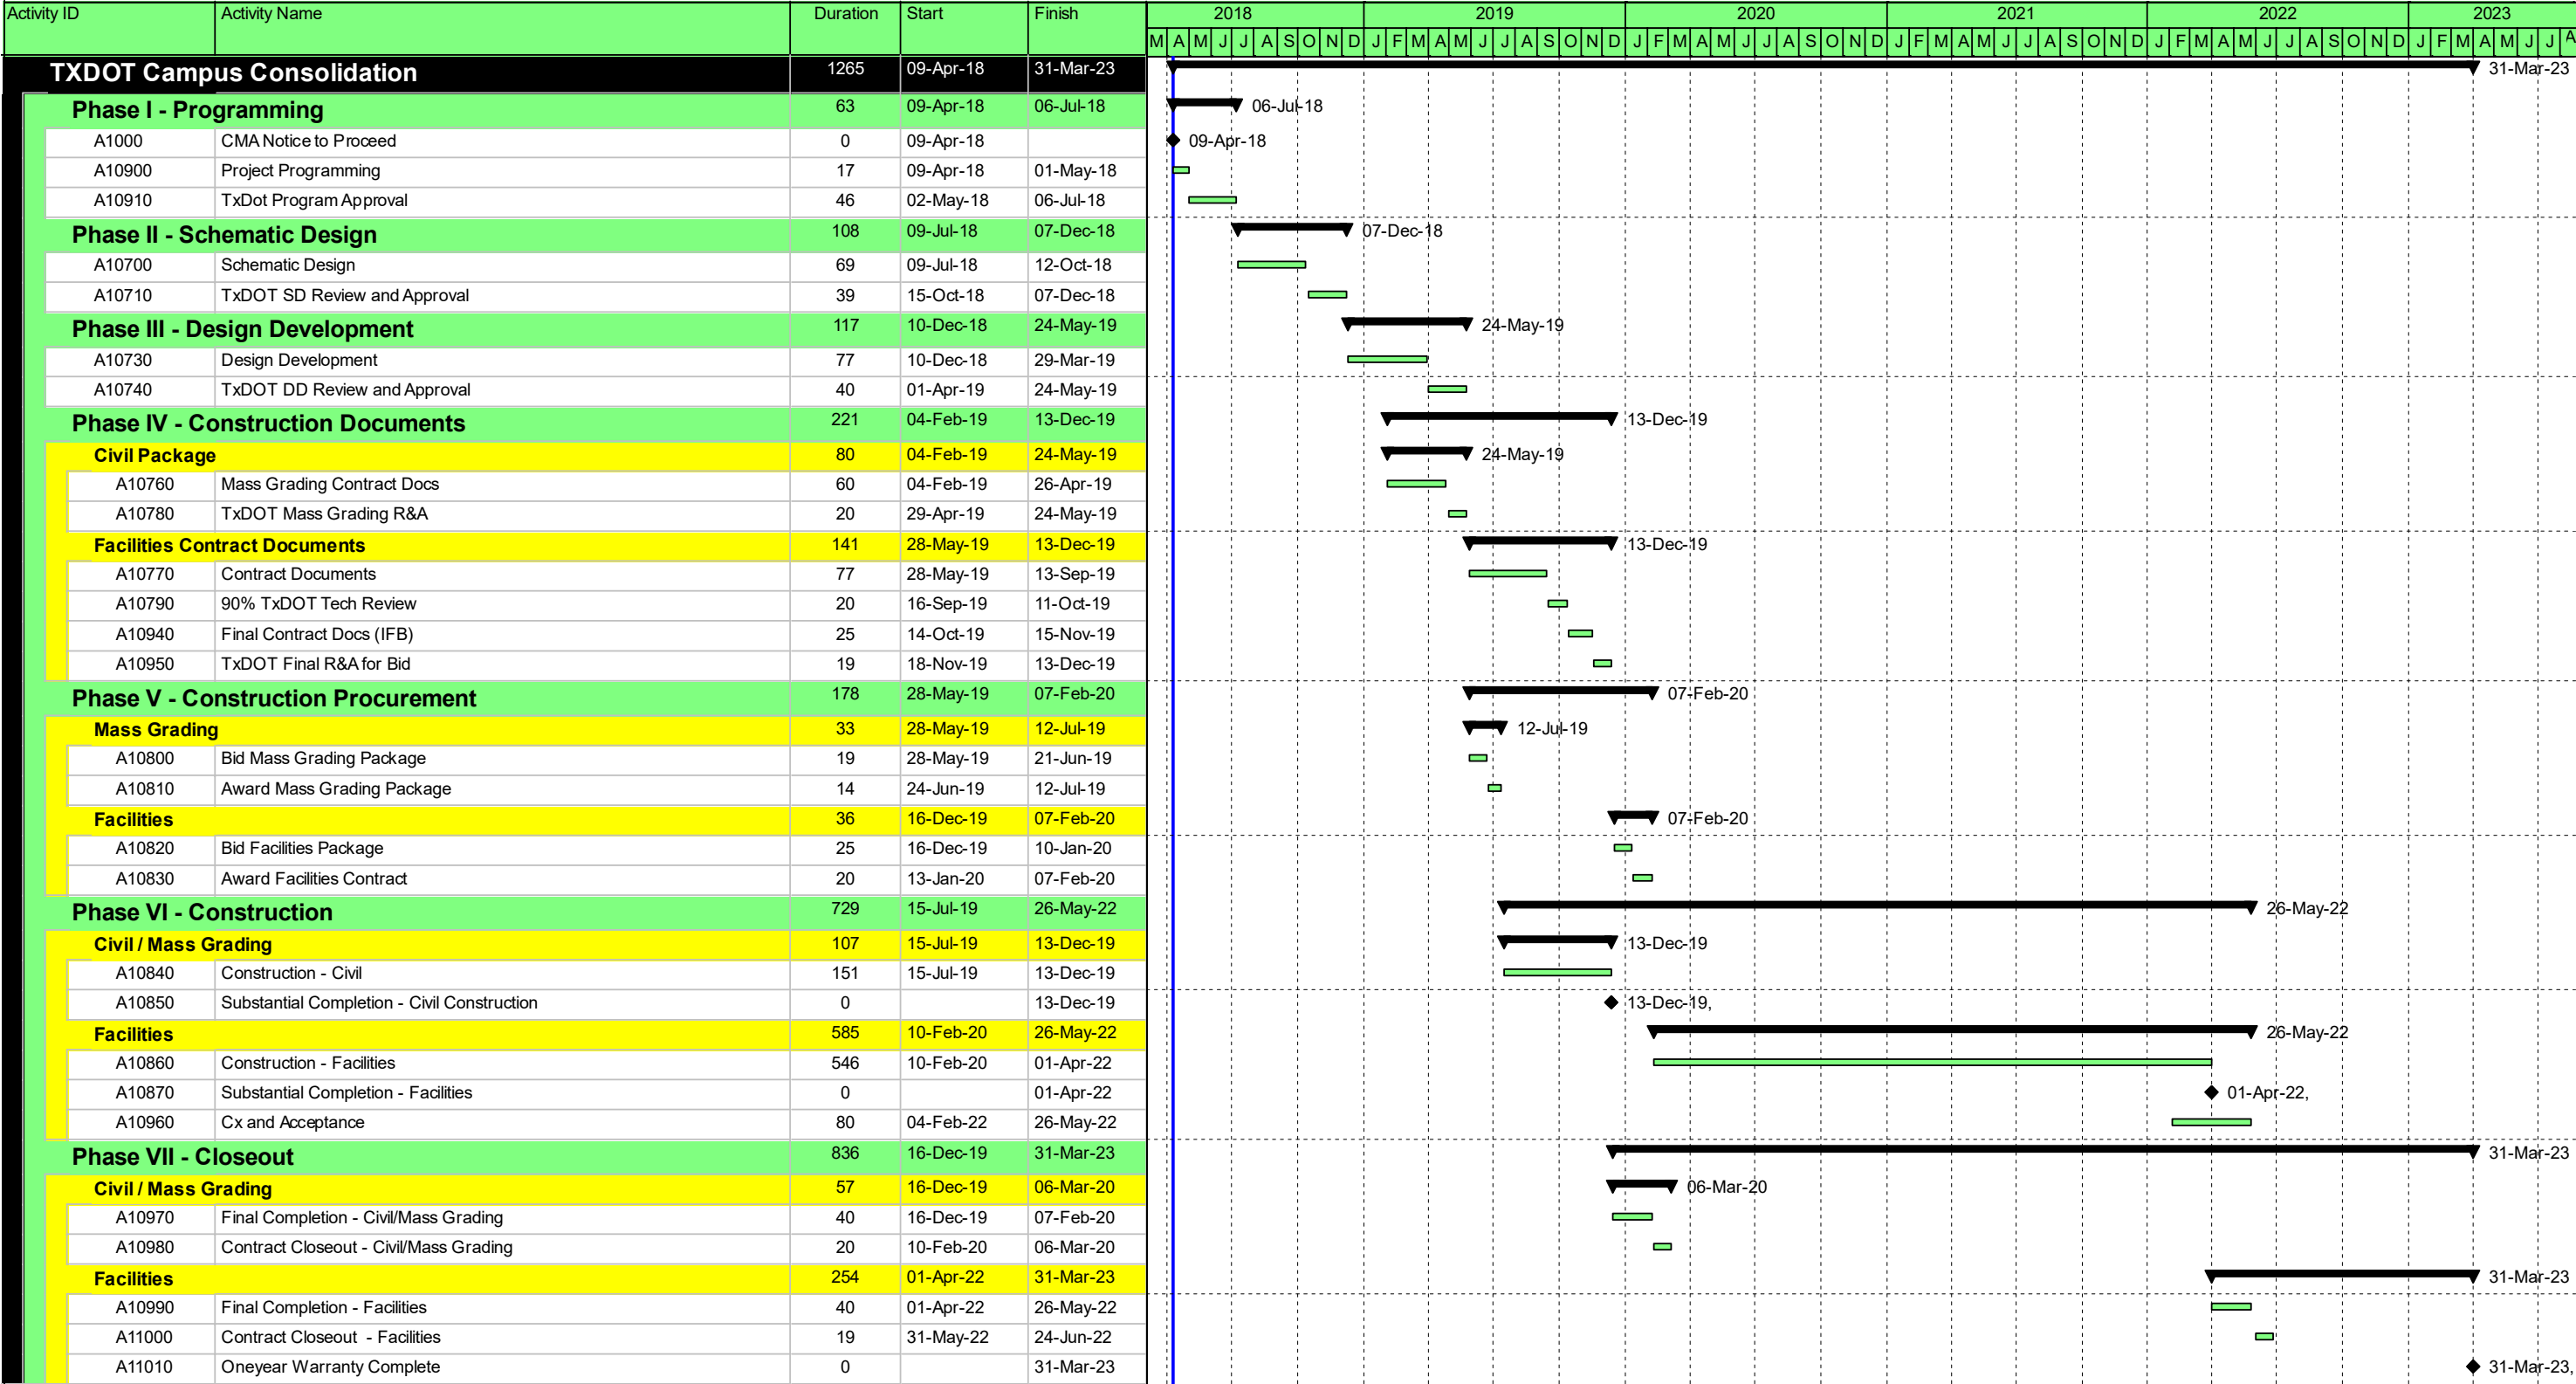 Activity ID Activity Name Duration Start Finish 2018 2019 2020 2021 2022 2023
M A M J J A S O N D J F M A M J J A S O N D J F M A M J J A S O N D J F M A M J J A S O N D J F M A M J J A S O N D J F M A M J J A
TXDOT Campus Consolidation 1265 09-Apr-18 31-Mar-23 31-Mar-23
Phase I - Programming 63 09-Apr-18 06-Jul-18 06-Jul-18
A1000 CMA Notice to Proceed 0 09-Apr-18 09-Apr-18
A10900 Project Programming 17 09-Apr-18 01-May-18
A10910 TxDot Program Approval 46 02-May-18 06-Jul-18
Phase II - Schematic Design 108 09-Jul-18 07-Dec-18 07-Dec-18
A10700 Schematic Design 69 09-Jul-18 12-Oct-18
A10710 TxDOT SD Review and Approval 39 15-Oct-18 07-Dec-18
Phase III - Design Development 117 10-Dec-18 24-May-19 24-May-19
A10730 Design Development 77 10-Dec-18 29-Mar-19
A10740 TxDOT DD Review and Approval 40 01-Apr-19 24-May-19
Phase IV - Construction Documents 221 04-Feb-19 13-Dec-19 13-Dec-19
Civil Package 80 04-Feb-19 24-May-19 24-May-19
A10760 Mass Grading Contract Docs 60 04-Feb-19 26-Apr-19
A10780 TxDOT Mass Grading R&A 20 29-Apr-19 24-May-19
Facilities Contract Documents 141 28-May-19 13-Dec-19 13-Dec-19
A10770 Contract Documents 77 28-May-19 13-Sep-19
A10790 90% TxDOT Tech Review 20 16-Sep-19 11-Oct-19
A10940 Final Contract Docs (IFB) 25 14-Oct-19 15-Nov-19
A10950 TxDOT Final R&A for Bid 19 18-Nov-19 13-Dec-19
Phase V - Construction Procurement 178 28-May-19 07-Feb-20 07-Feb-20
Mass Grading 33 28-May-19 12-Jul-19 12-Jul-19
A10800 Bid Mass Grading Package 19 28-May-19 21-Jun-19
A10810 Award Mass Grading Package 14 24-Jun-19 12-Jul-19
Facilities 36 16-Dec-19 07-Feb-20 07-Feb-20
A10820 Bid Facilities Package 25 16-Dec-19 10-Jan-20
A10830 Award Facilities Contract 20 13-Jan-20 07-Feb-20
Phase VI - Construction 729 15-Jul-19 26-May-22 26-May-22
Civil / Mass Grading 107 15-Jul-19 13-Dec-19 13-Dec-19
A10840 Construction - Civil 151 15-Jul-19 13-Dec-19
A10850 Substantial Completion - Civil Construction 0 13-Dec-19 13-Dec-19,
Facilities 585 10-Feb-20 26-May-22 26-May-22
A10860 Construction - Facilities 546 10-Feb-20 01-Apr-22
A10870 Substantial Completion - Facilities 0 01-Apr-22 01-Apr-22,
A10960 Cx and Acceptance 80 04-Feb-22 26-May-22
Phase VII - Closeout 836 16-Dec-19 31-Mar-23 31-Mar-23
Civil / Mass Grading 57 16-Dec-19 06-Mar-20 06-Mar-20
A10970 Final Completion - Civil/Mass Grading 40 16-Dec-19 07-Feb-20
A10980 Contract Closeout - Civil/Mass Grading 20 10-Feb-20 06-Mar-20
Facilities 254 01-Apr-22 31-Mar-23 31-Mar-23
A10990 Final Completion - Facilities 40 01-Apr-22 26-May-22
A11000 Contract Closeout - Facilities 19 31-May-22 24-Jun-22
A11010 Oneyear Warranty Complete 0 31-Mar-23 31-Mar-23,